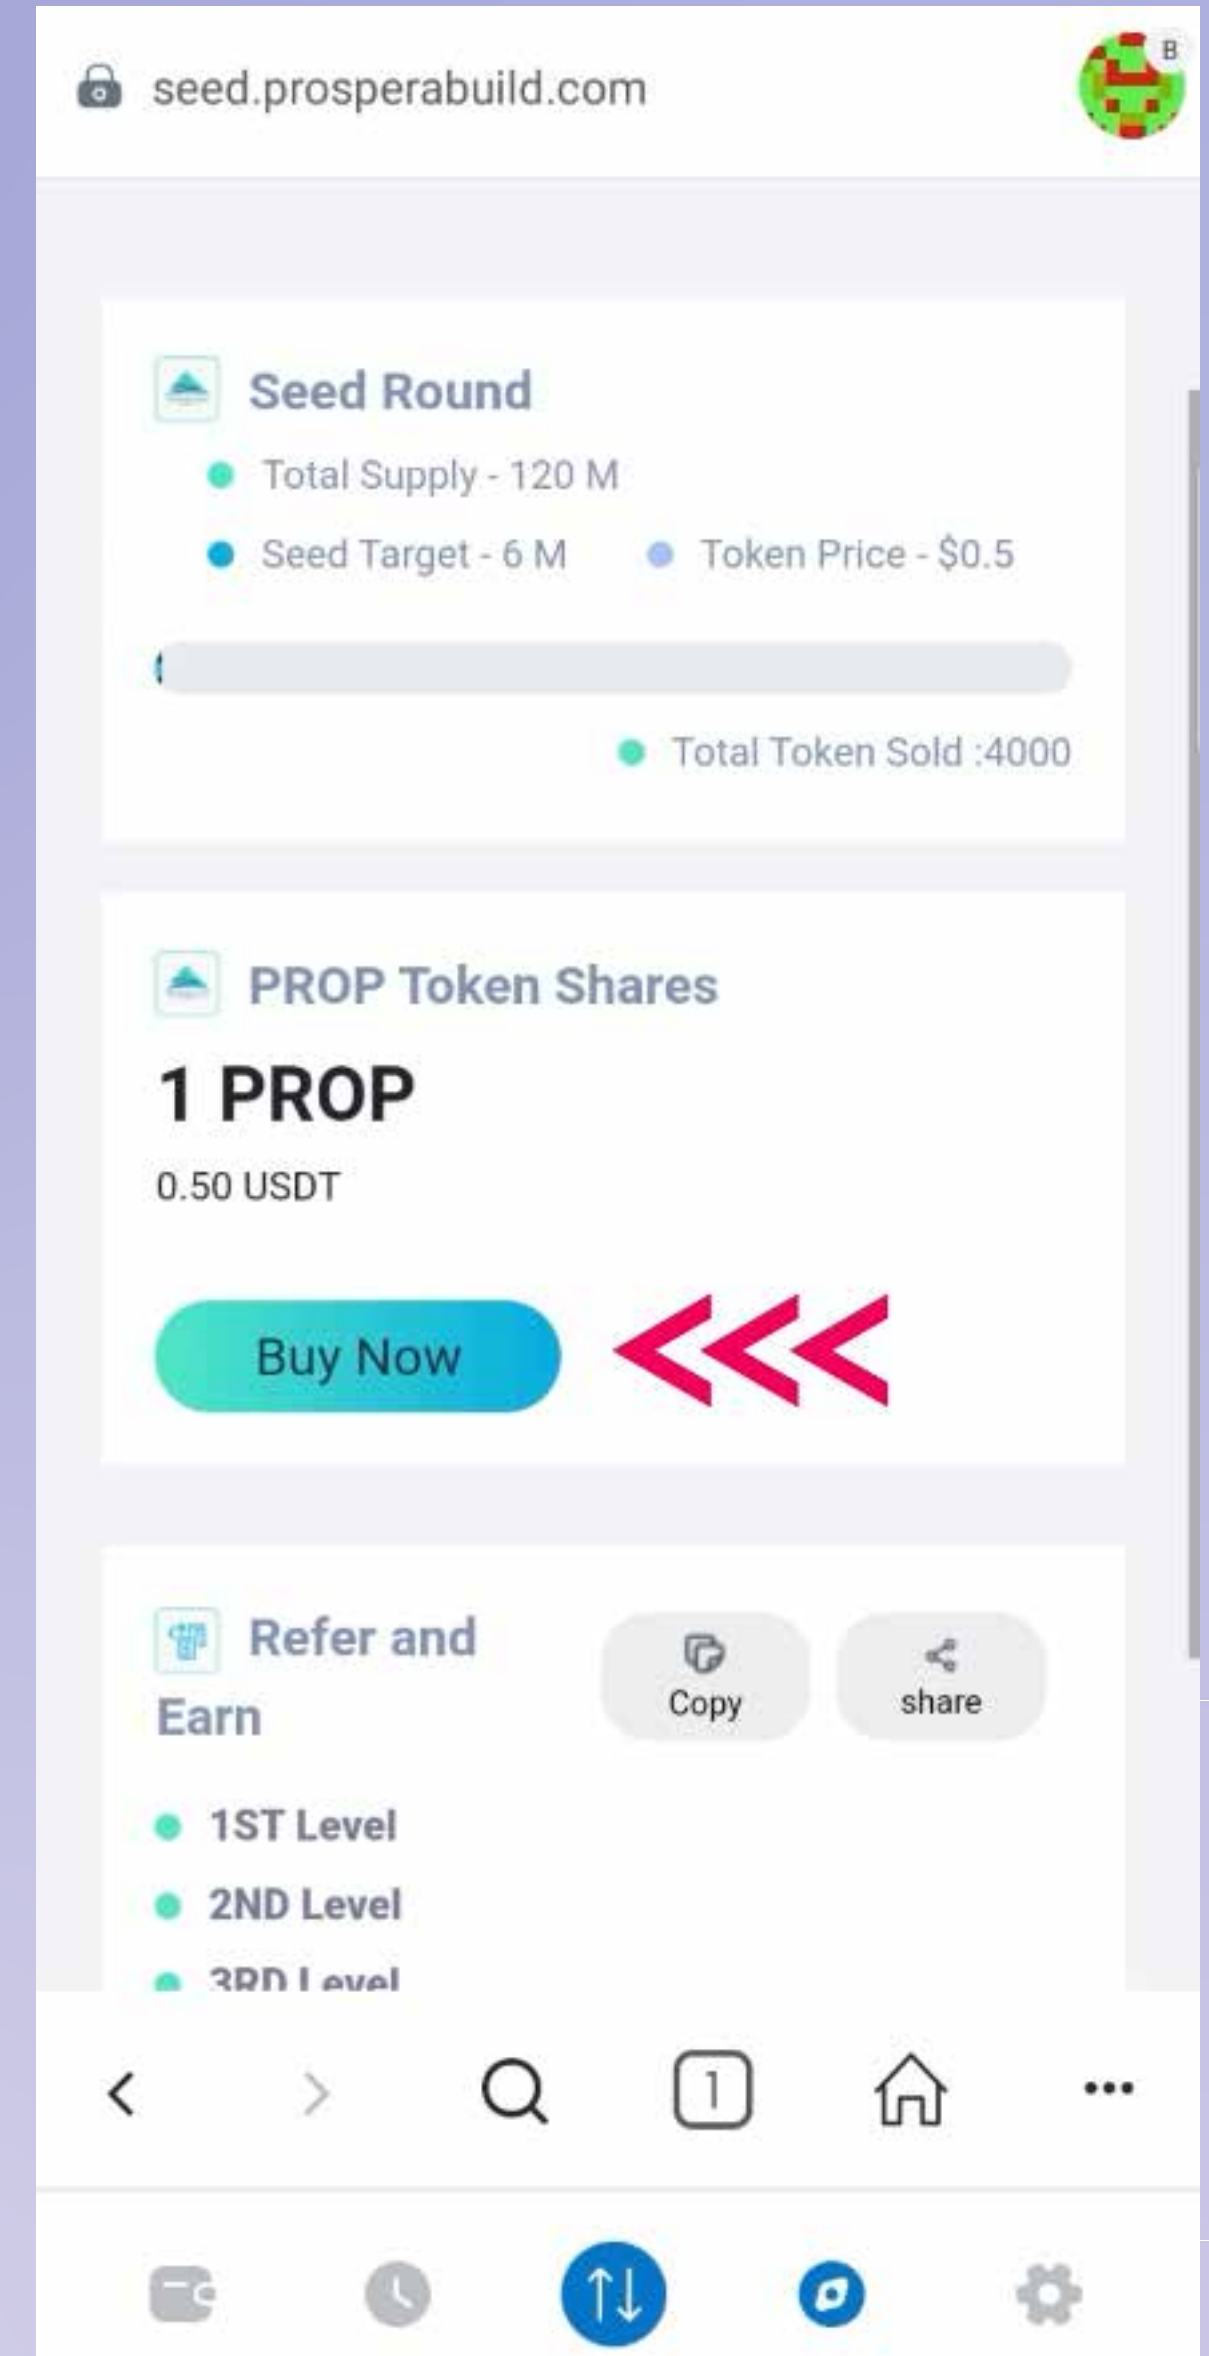 seed.prosperabuild.com
B
Seed Round
Total Supply - 120 M
Seed Target - 6 M
Token Price - $0.5
Total Token Sold :4000
PROP Token Shares
1 PROP
0.50 USDT
Buy Now
Refer and
Earn
Copy
share
1ST Level
2ND Level
3RD Level
1